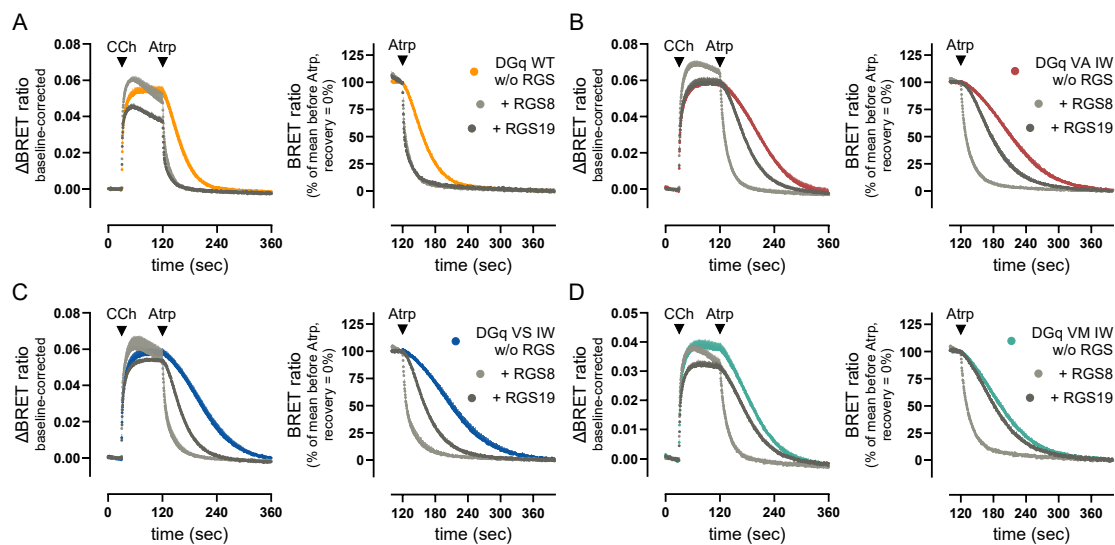 A
CCh Atrp
0.08
0.06
0.04
0.02
0.00
ΔBRET ratio
baseline-corrected
0 120 240 360
time (sec)
Atrp
125
100
75
50
25
0
BRET ratio
(% of mean before Atrp,
recovery = 0%)
120 180 240 300 360
time (sec)
DGq WT
w/o RGS
+ RGS8
+ RGS19
B
CCh Atrp
0.08
0.06
0.04
0.02
0.00
ΔBRET ratio
baseline-corrected
0 120 240 360
time (sec)
Atrp
125
100
75
50
25
0
BRET ratio
(% of mean before Atrp,
recovery = 0%)
120 180 240 300 360
time (sec)
DGq VA IW
w/o RGS
+ RGS8
+ RGS19
C
CCh Atrp
0.08
0.06
0.04
0.02
0.00
ΔBRET ratio
baseline-corrected
0 120 240 360
time (sec)
Atrp
125
100
75
50
25
0
BRET ratio
(% of mean before Atrp,
recovery = 0%)
120 180 240 300 360
time (sec)
DGq VS IW
w/o RGS
+ RGS8
+ RGS19
D
CCh Atrp
0.05
0.04
0.03
0.02
0.01
0.00
ΔBRET ratio
baseline-corrected
0 120 240 360
time (sec)
Atrp
125
100
75
50
25
0
BRET ratio
(% of mean before Atrp,
recovery = 0%)
120 180 240 300 360
time (sec)
DGq VM IW
w/o RGS
+ RGS8
+ RGS19